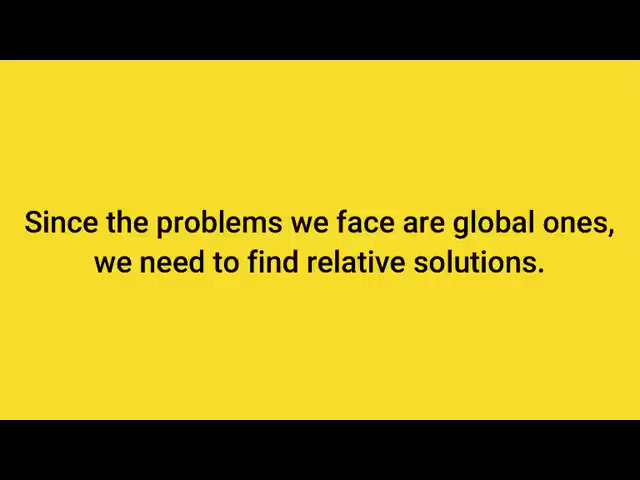 Since the problems we face are global ones,
we need to find relative solutions.